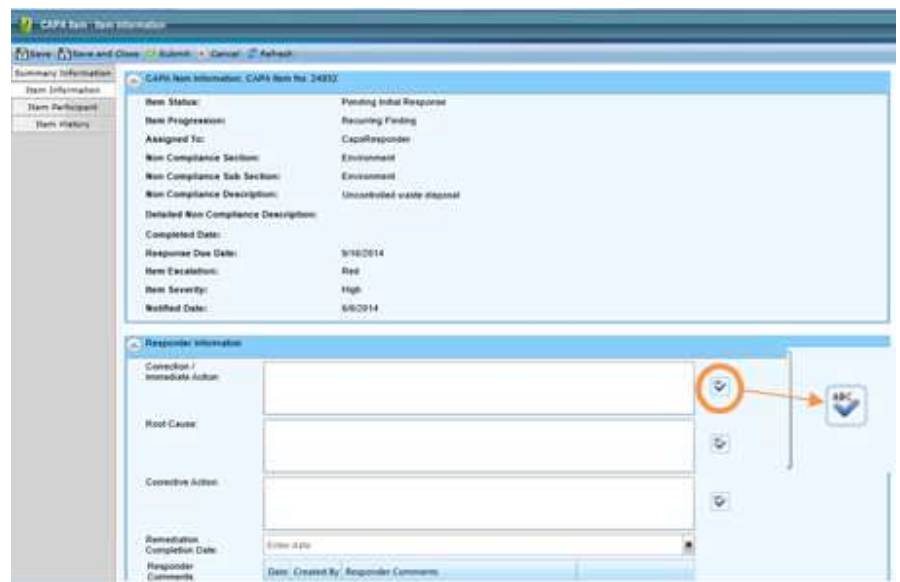 CAPA Item - Item Information
Save Save and Close Submit Cancel Refresh
Summary Information
Item Information
Item Participant
Item History
CAPA Item Information: CAPA Item No. 24932
Item Status: Pending Initial Response
Item Progression: Recurring Finding
Assigned To: CapaResponder
Non Compliance Section: Environment
Non Compliance Sub Section: Environment
Non Compliance Description: Uncontrolled waste disposal
Detailed Non Compliance Description:
Completed Date:
Response Due Date: 9/16/2014
Item Escalation: Red
Item Severity: High
Notified Date:
Responder Information
Correction /
Immediate Action:
ABC
Root Cause:
Corrective Action:
Remediation
Completion Date:
Enter date
Responder
Comments
Date Created By Responder Comments